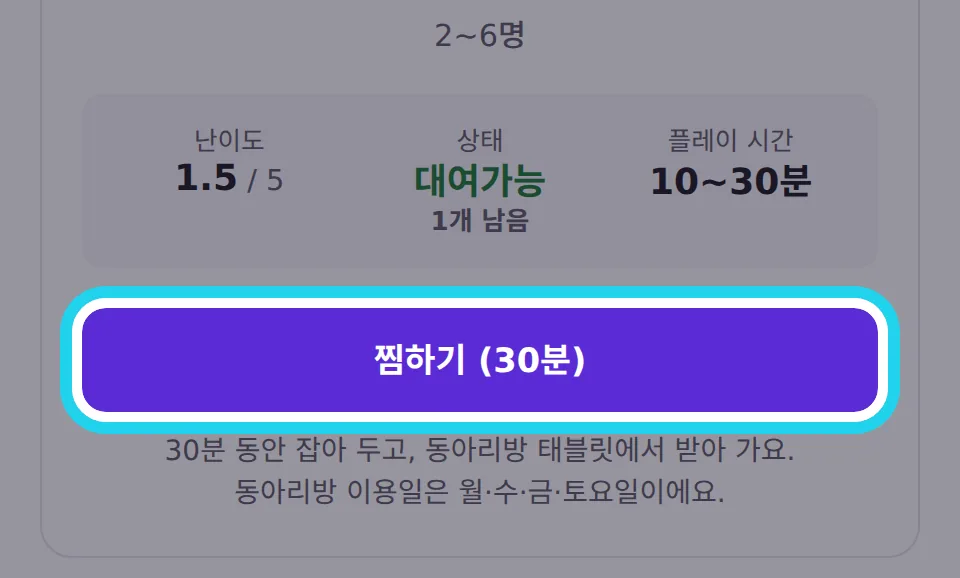 2~6명
난이도
1.5 / 5
상태
대여가능
1개 남음
플레이 시간
10~30분
찜하기 (30분)
30분 동안 잡아 두고, 동아리방 태블릿에서 받아 가요.
동아리방 이용일은 월·수·금·토요일이에요.